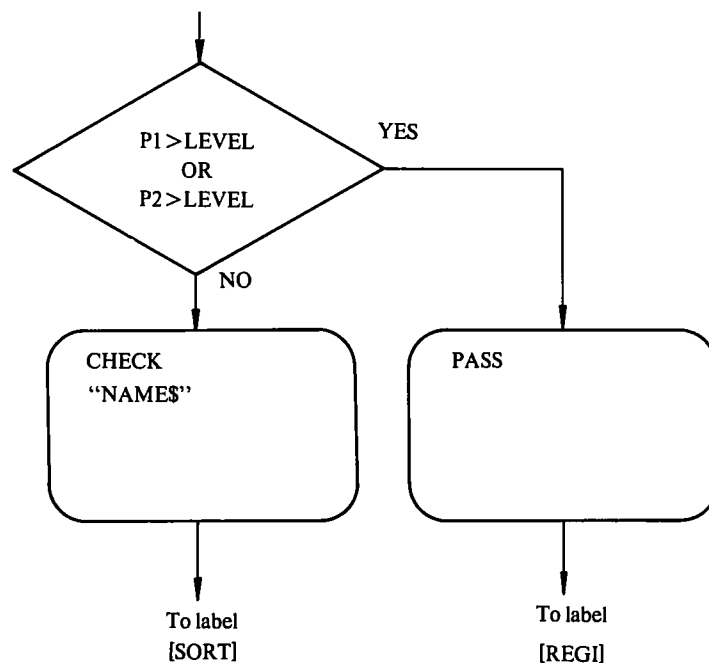 P1>LEVEL
OR
P2>LEVEL
YES
NO
CHECK
“NAME$”
PASS
To label
[SORT]
To label
[REGI]